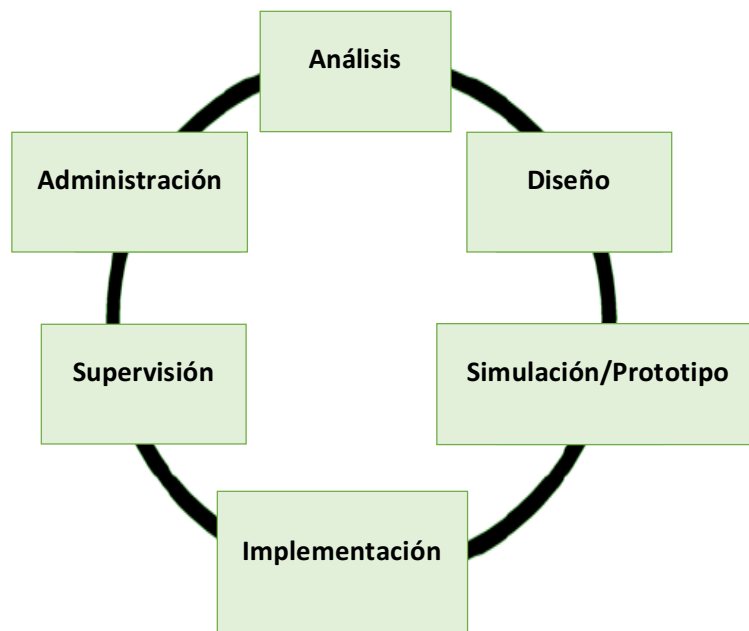 Análisis
Administración
Diseño
Supervisión
Simulación/Prototipo
Implementación